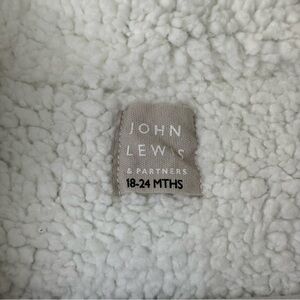 JOHN
LEWIS
& PARTNERS
18-24 MTHS